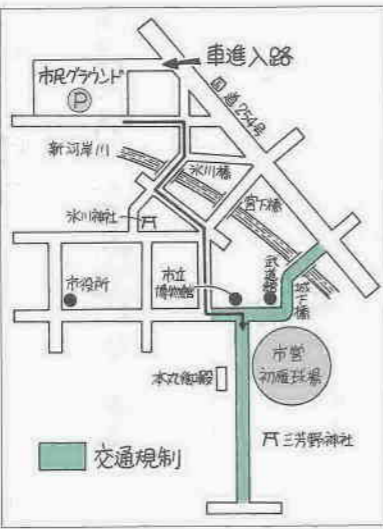 車進入路
市民グラウンド
P
国道254号
新河岸川
氷川橋
宮下橋
氷川神社
市役所
市立
博物館
武道館
城下橋
市営
初雁球場
本丸御殿
三芳野神社
交通規制